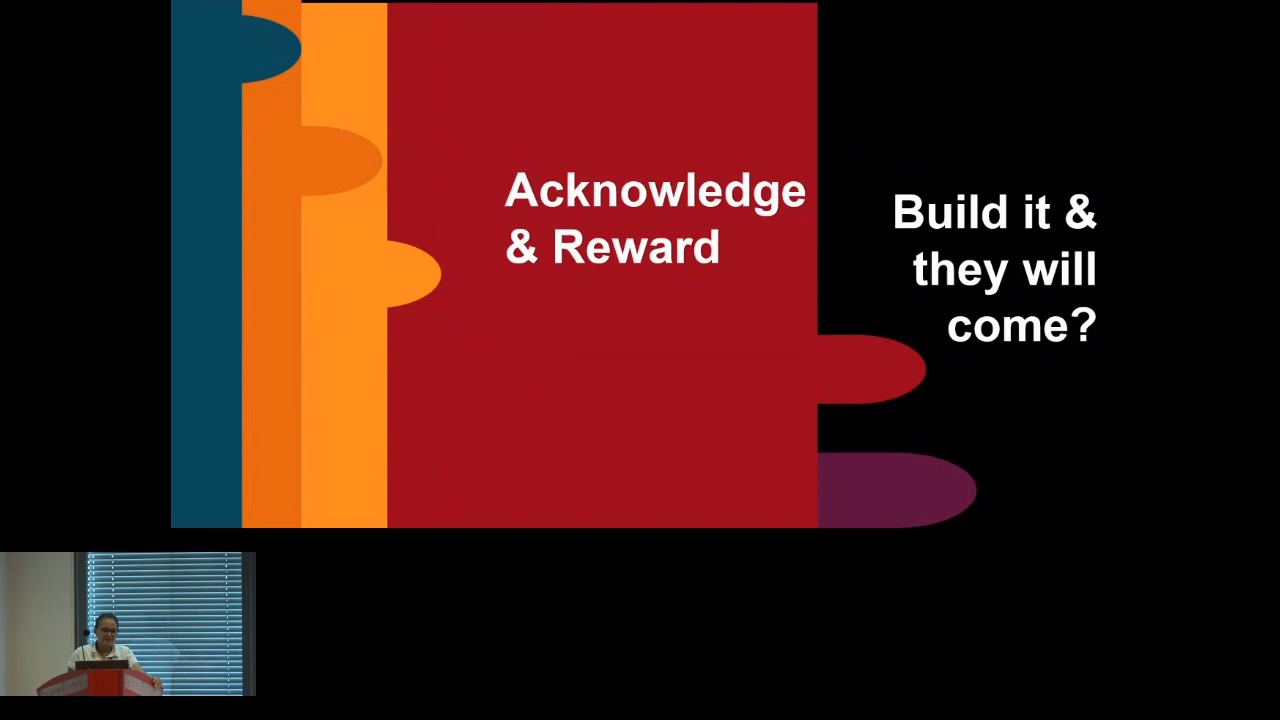 Acknowledge
& Reward
Build it &
they will
come?